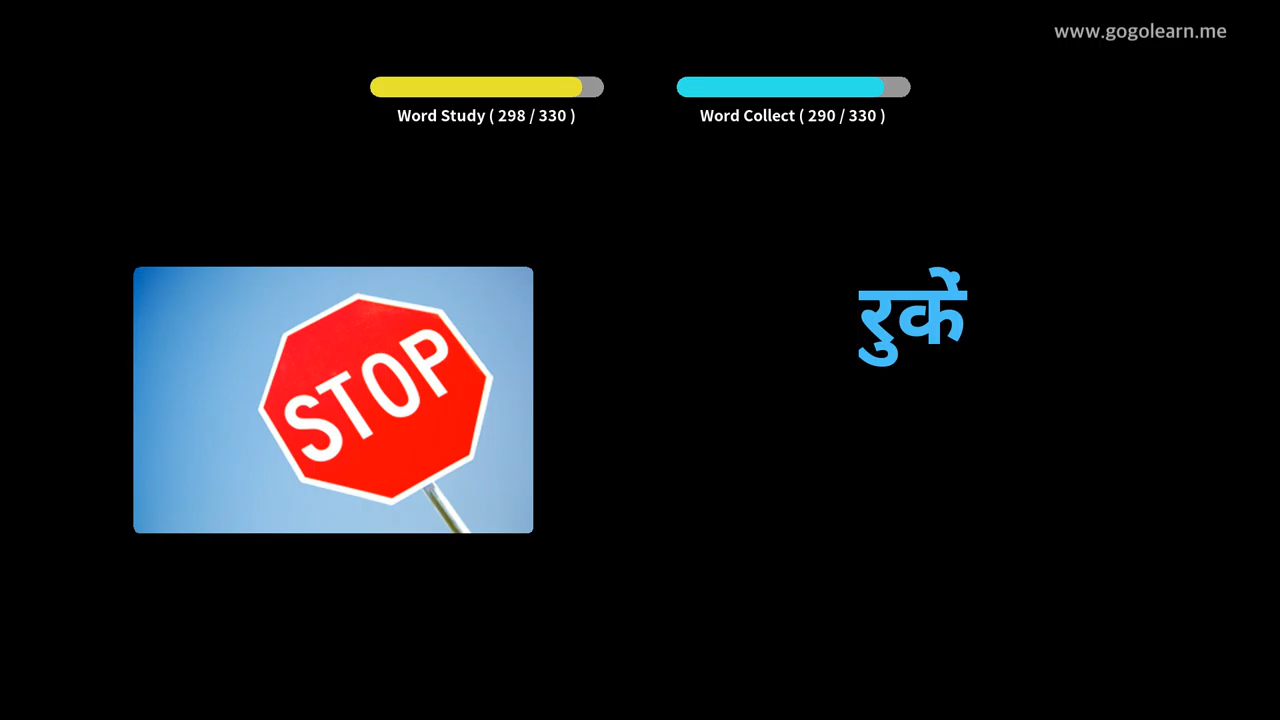 www.gogolearn.me
Word Study ( 298 / 330 )
Word Collect ( 290 / 330 )
STOP
रुकें